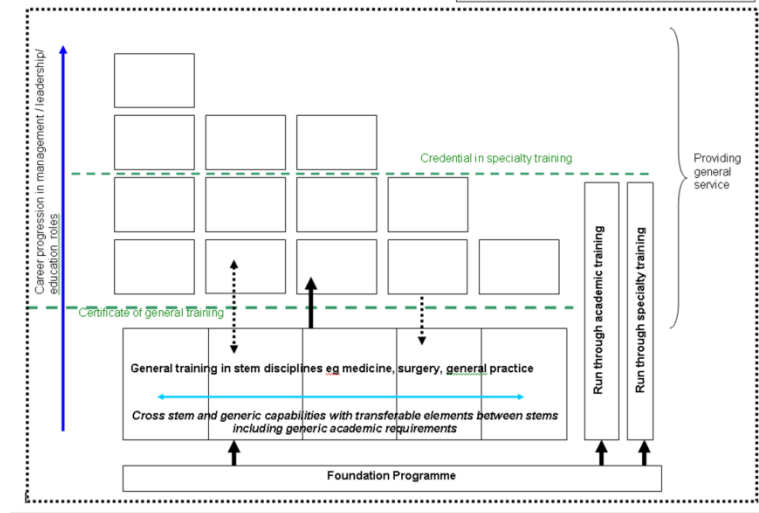 Career progression in management / leadership/
education roles
Credential in specialty training
Providing
general
service
Certificate of general training
General training in stem disciplines eg medicine, surgery, general practice
Cross stem and generic capabilities with transferable elements between stems
including generic academic requirements
Run through academic training
Run through specialty training
Foundation Programme